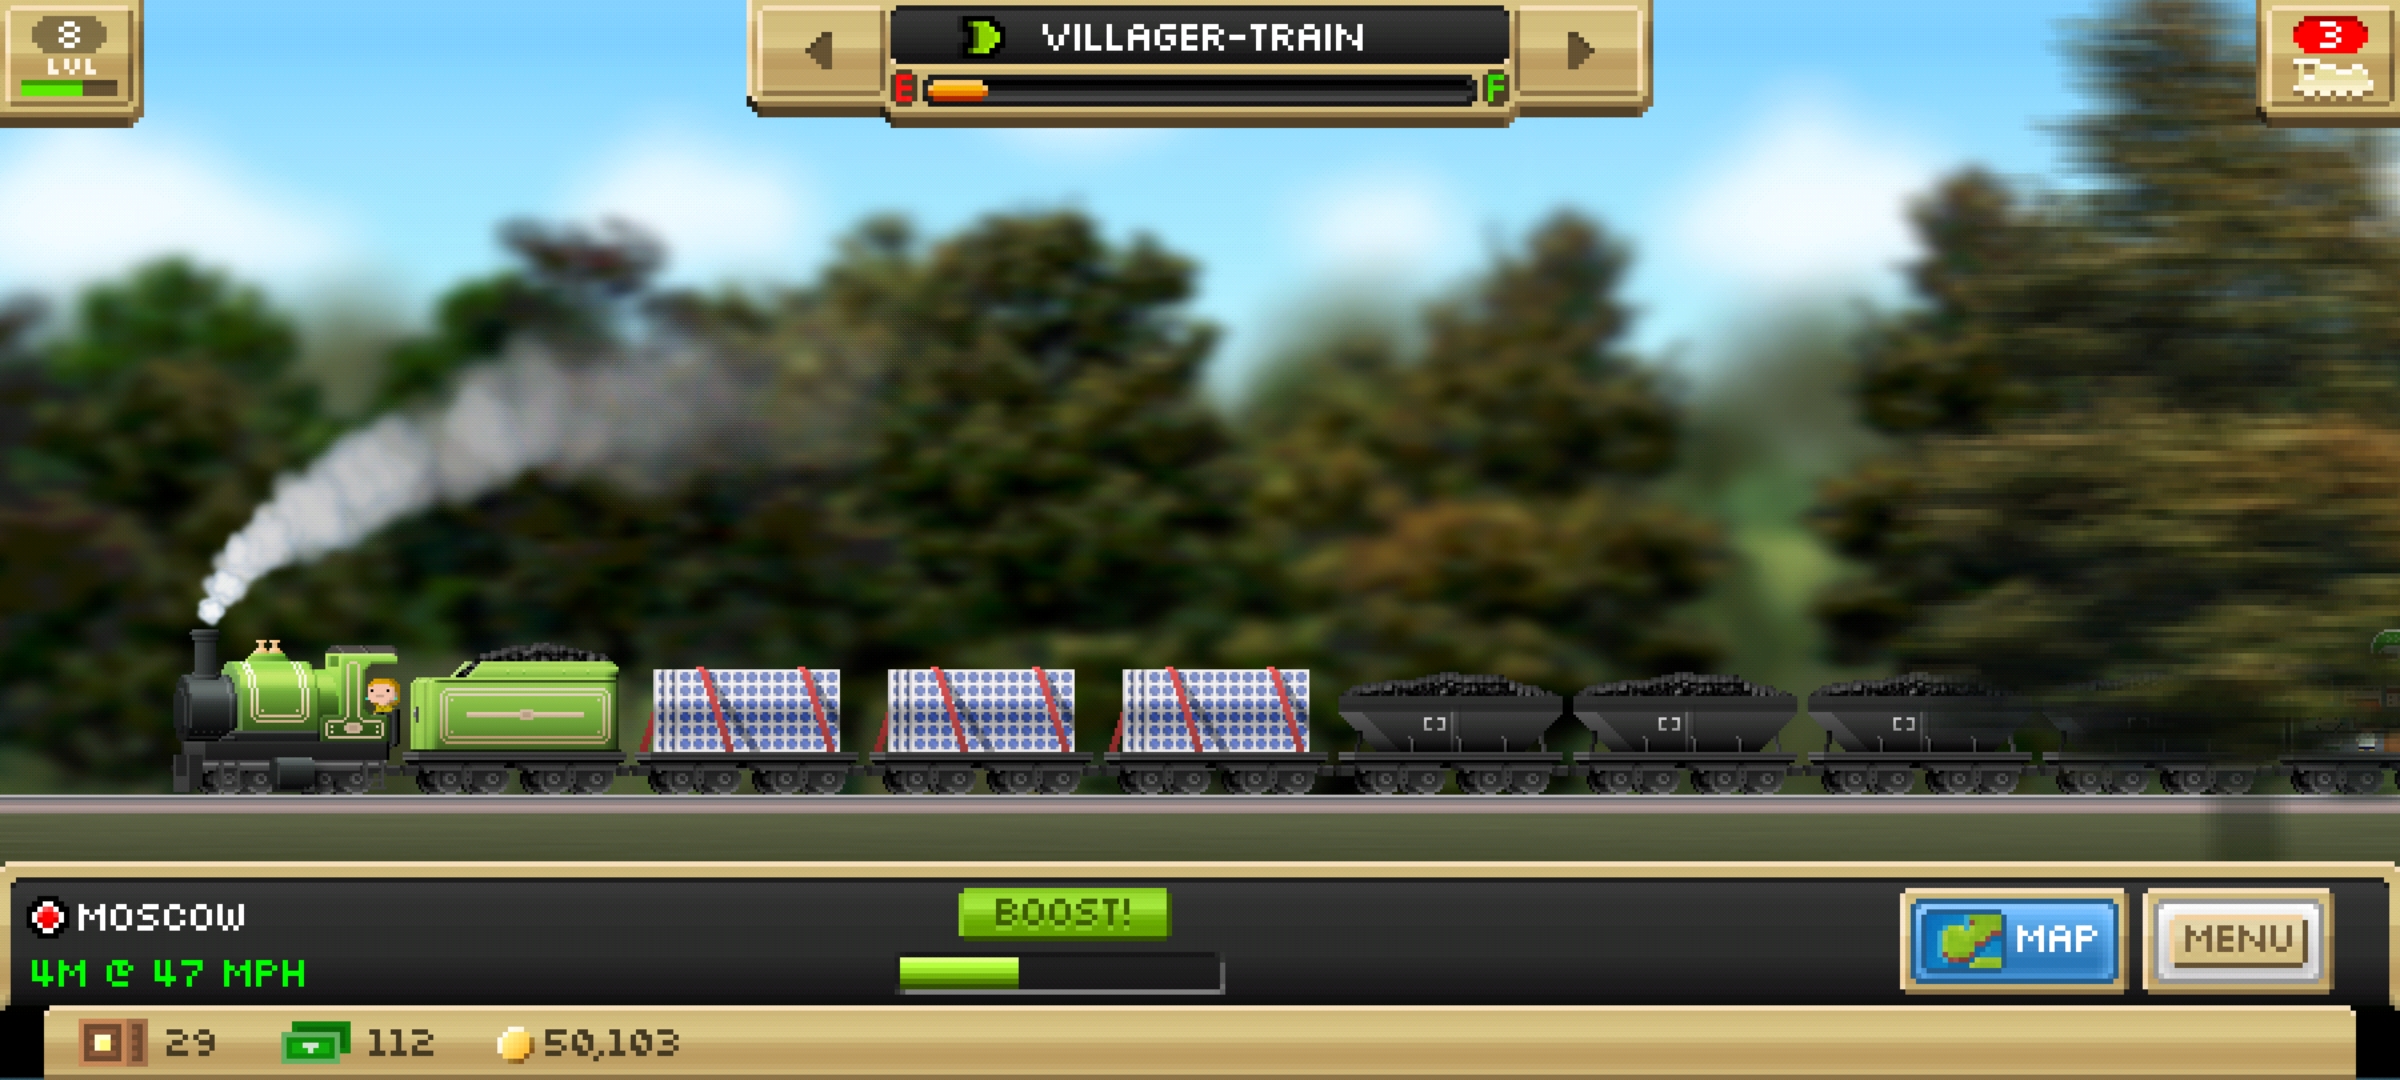 8
LVL
VILLAGER-TRAIN
E F
3
MOSCOW
4M @ 47 MPH
BOOST!
MAP
MENU
29
112
50,103